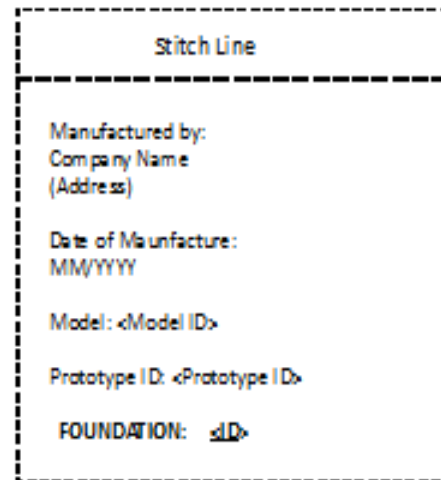 Stitch Line
Manufactured by:
Company Name
(Address)
Date of Maunfacture:
MM/YYYY
Model: <Model ID>
Prototype ID: <Prototype ID>
FOUNDATION: <ID>